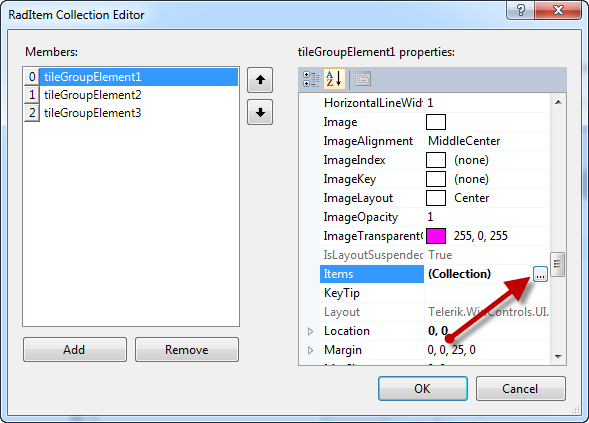 RadItem Collection Editor
Members:
0 tileGroupElement1
1 tileGroupElement2
2 tileGroupElement3
Add
Remove
tileGroupElement1 properties:
HorizontalLineWid 1
Image
ImageAlignment MiddleCenter
ImageIndex (none)
ImageKey (none)
ImageLayout Center
ImageOpacity 1
ImageTransparent 255, 0, 255
IsLayoutSuspended True
Items (Collection) ...
KeyTip
Layout Telerik.WinControls.UI.
Location 0, 0
Margin 0, 0, 25, 0
OK
Cancel